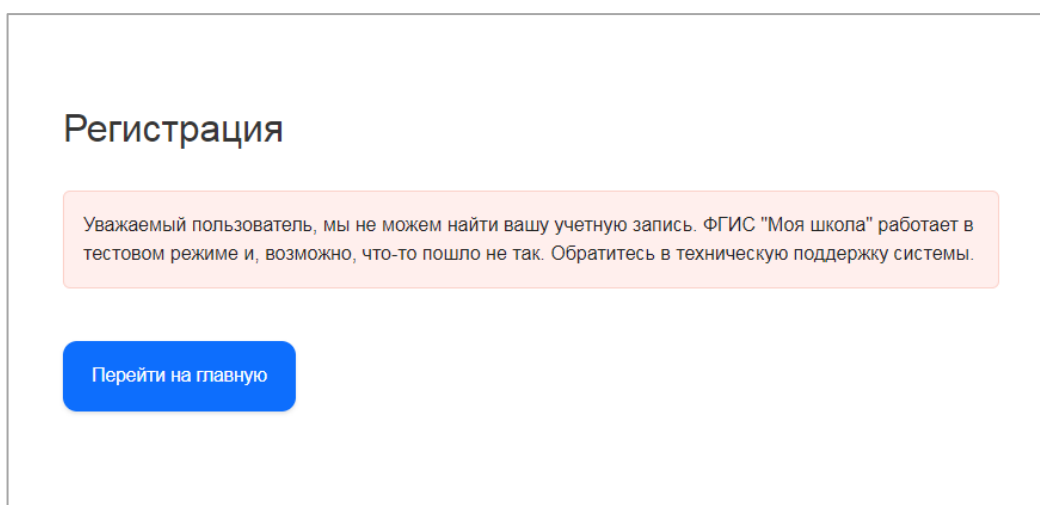 Регистрация
Уважаемый пользователь, мы не можем найти вашу учетную запись. ФГИС "Моя школа" работает в
тестовом режиме и, возможно, что-то пошло не так. Обратитесь в техническую поддержку системы.
Перейти на главную